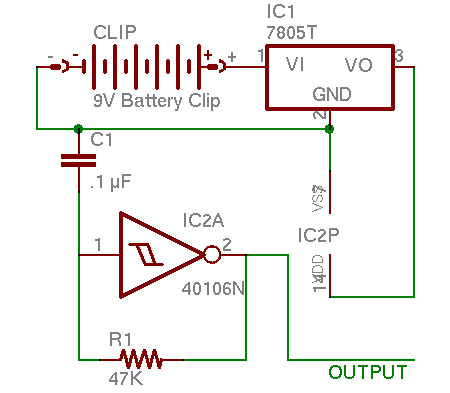 CLIP
IC1
7805T
- -
+ +
1
VI
VO
3
9V Battery Clip
GND
2
C1
.1 µF
VSS
7
IC2A
IC2P
1
2
VDD
14
40106N
R1
47K
OUTPUT